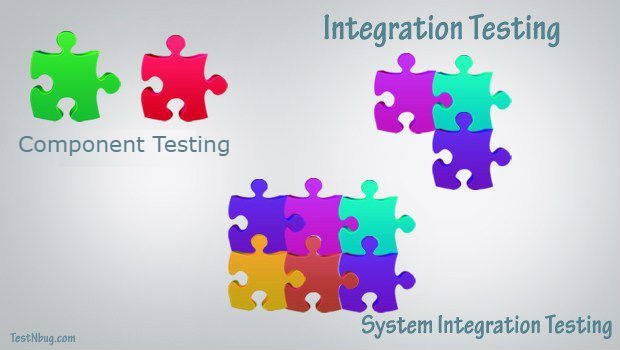 Integration Testing
Component Testing
System Integration Testing
TestNbug.com